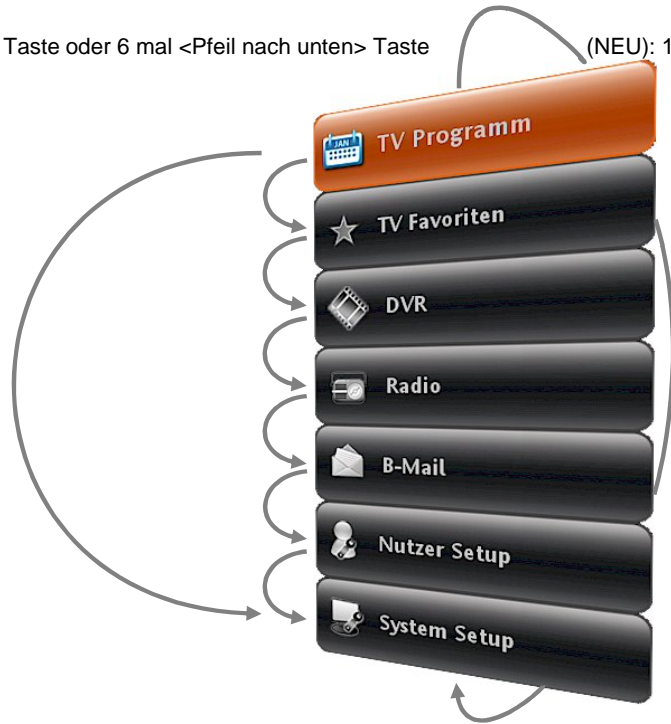 Taste oder 6 mal <Pfeil nach unten> Taste (NEU): 1
JAN
TV Programm
TV Favoriten
DVR
Radio
B-Mail
Nutzer Setup
System Setup